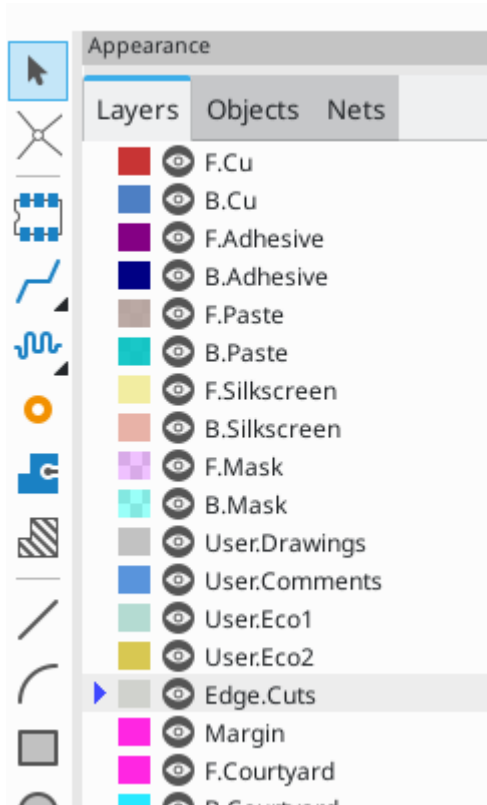 Appearance
Layers Objects Nets
F.Cu
B.Cu
F.Adhesive
B.Adhesive
F.Paste
B.Paste
F.Silkscreen
B.Silkscreen
F.Mask
B.Mask
User.Drawings
User.Comments
User.Eco1
User.Eco2
Edge.Cuts
Margin
F.Courtyard
B.Courtyard